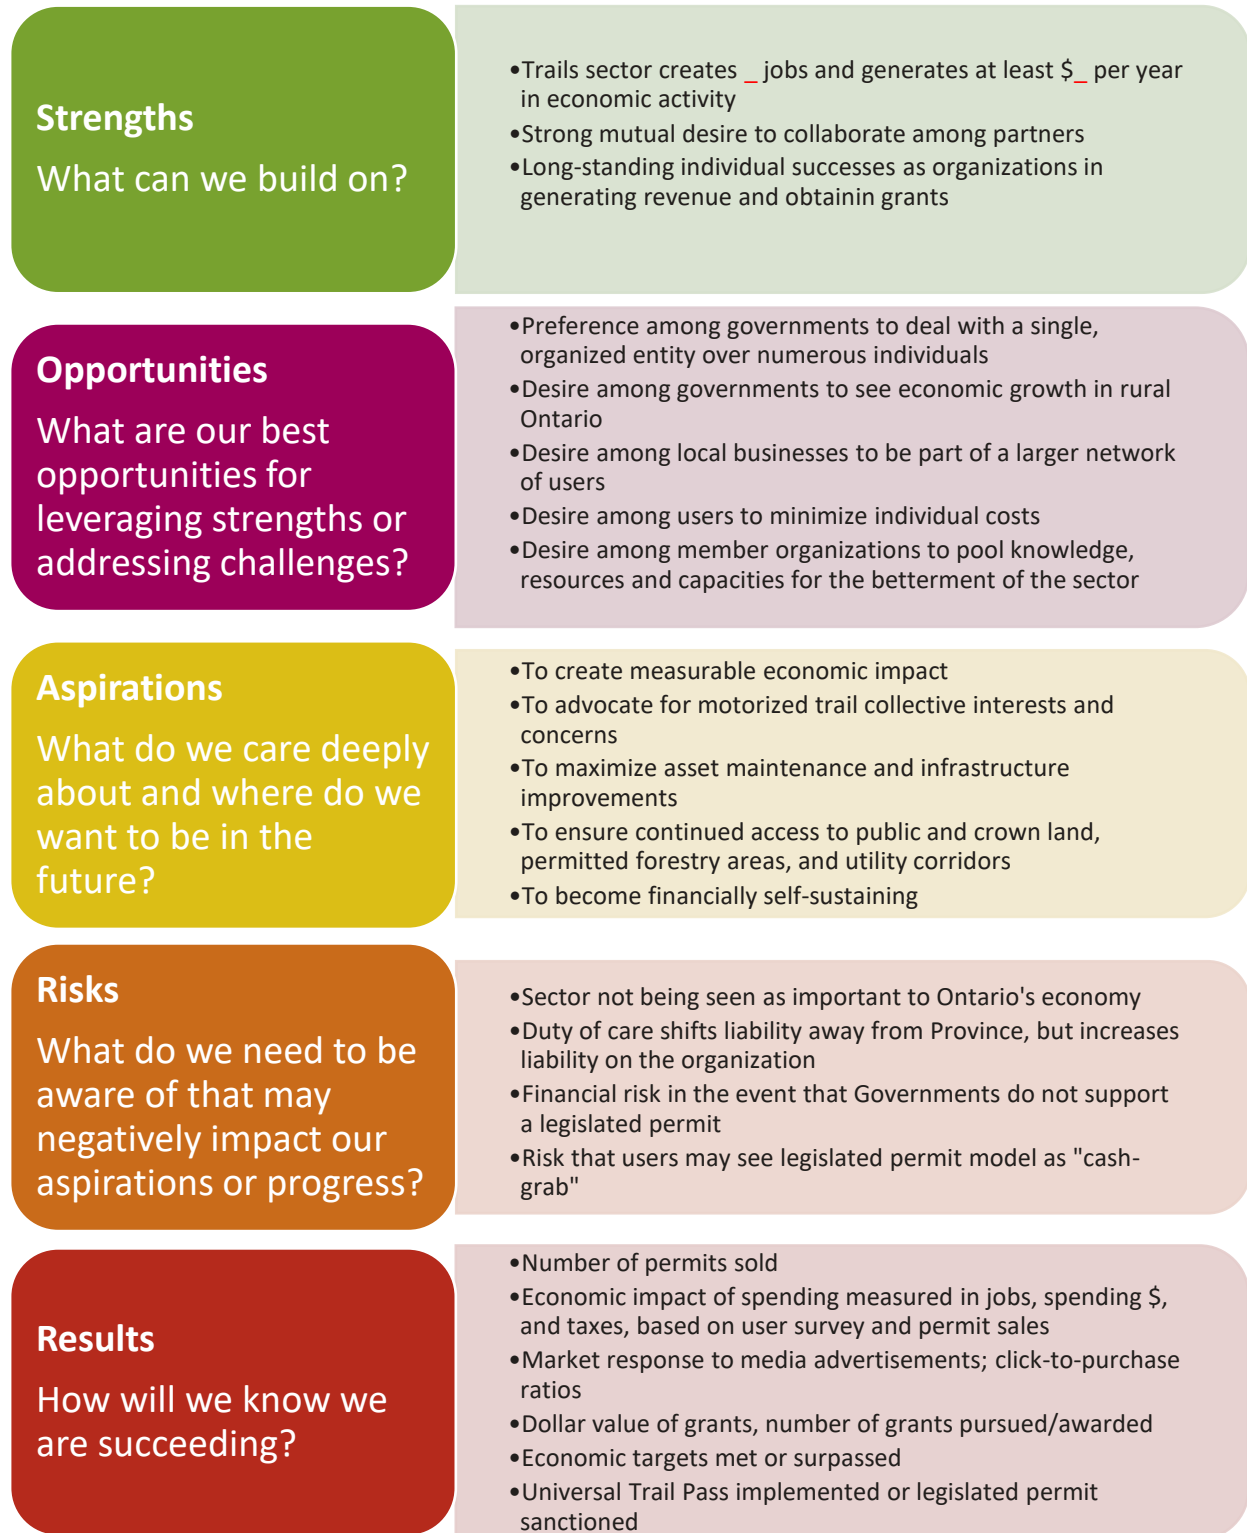 Strengths
What can we build on?
•Trails sector creates _ jobs and generates at least $_ per year
in economic activity
•Strong mutual desire to collaborate among partners
•Long-standing individual successes as organizations in
generating revenue and obtainin grants
Opportunities
What are our best
opportunities for
leveraging strengths or
addressing challenges?
•Preference among governments to deal with a single,
organized entity over numerous individuals
•Desire among governments to see economic growth in rural
Ontario
•Desire among local businesses to be part of a larger network
of users
•Desire among users to minimize individual costs
•Desire among member organizations to pool knowledge,
resources and capacities for the betterment of the sector
Aspirations
What do we care deeply
about and where do we
want to be in the
future?
•To create measurable economic impact
•To advocate for motorized trail collective interests and
concerns
•To maximize asset maintenance and infrastructure
improvements
•To ensure continued access to public and crown land,
permitted forestry areas, and utility corridors
•To become financially self-sustaining
Risks
What do we need to be
aware of that may
negatively impact our
aspirations or progress?
•Sector not being seen as important to Ontario's economy
•Duty of care shifts liability away from Province, but increases
liability on the organization
•Financial risk in the event that Governments do not support
a legislated permit
•Risk that users may see legislated permit model as "cash-
grab"
Results
How will we know we
are succeeding?
•Number of permits sold
•Economic impact of spending measured in jobs, spending $,
and taxes, based on user survey and permit sales
•Market response to media advertisements; click-to-purchase
ratios
•Dollar value of grants, number of grants pursued/awarded
•Economic targets met or surpassed
•Universal Trail Pass implemented or legislated permit
sanctioned